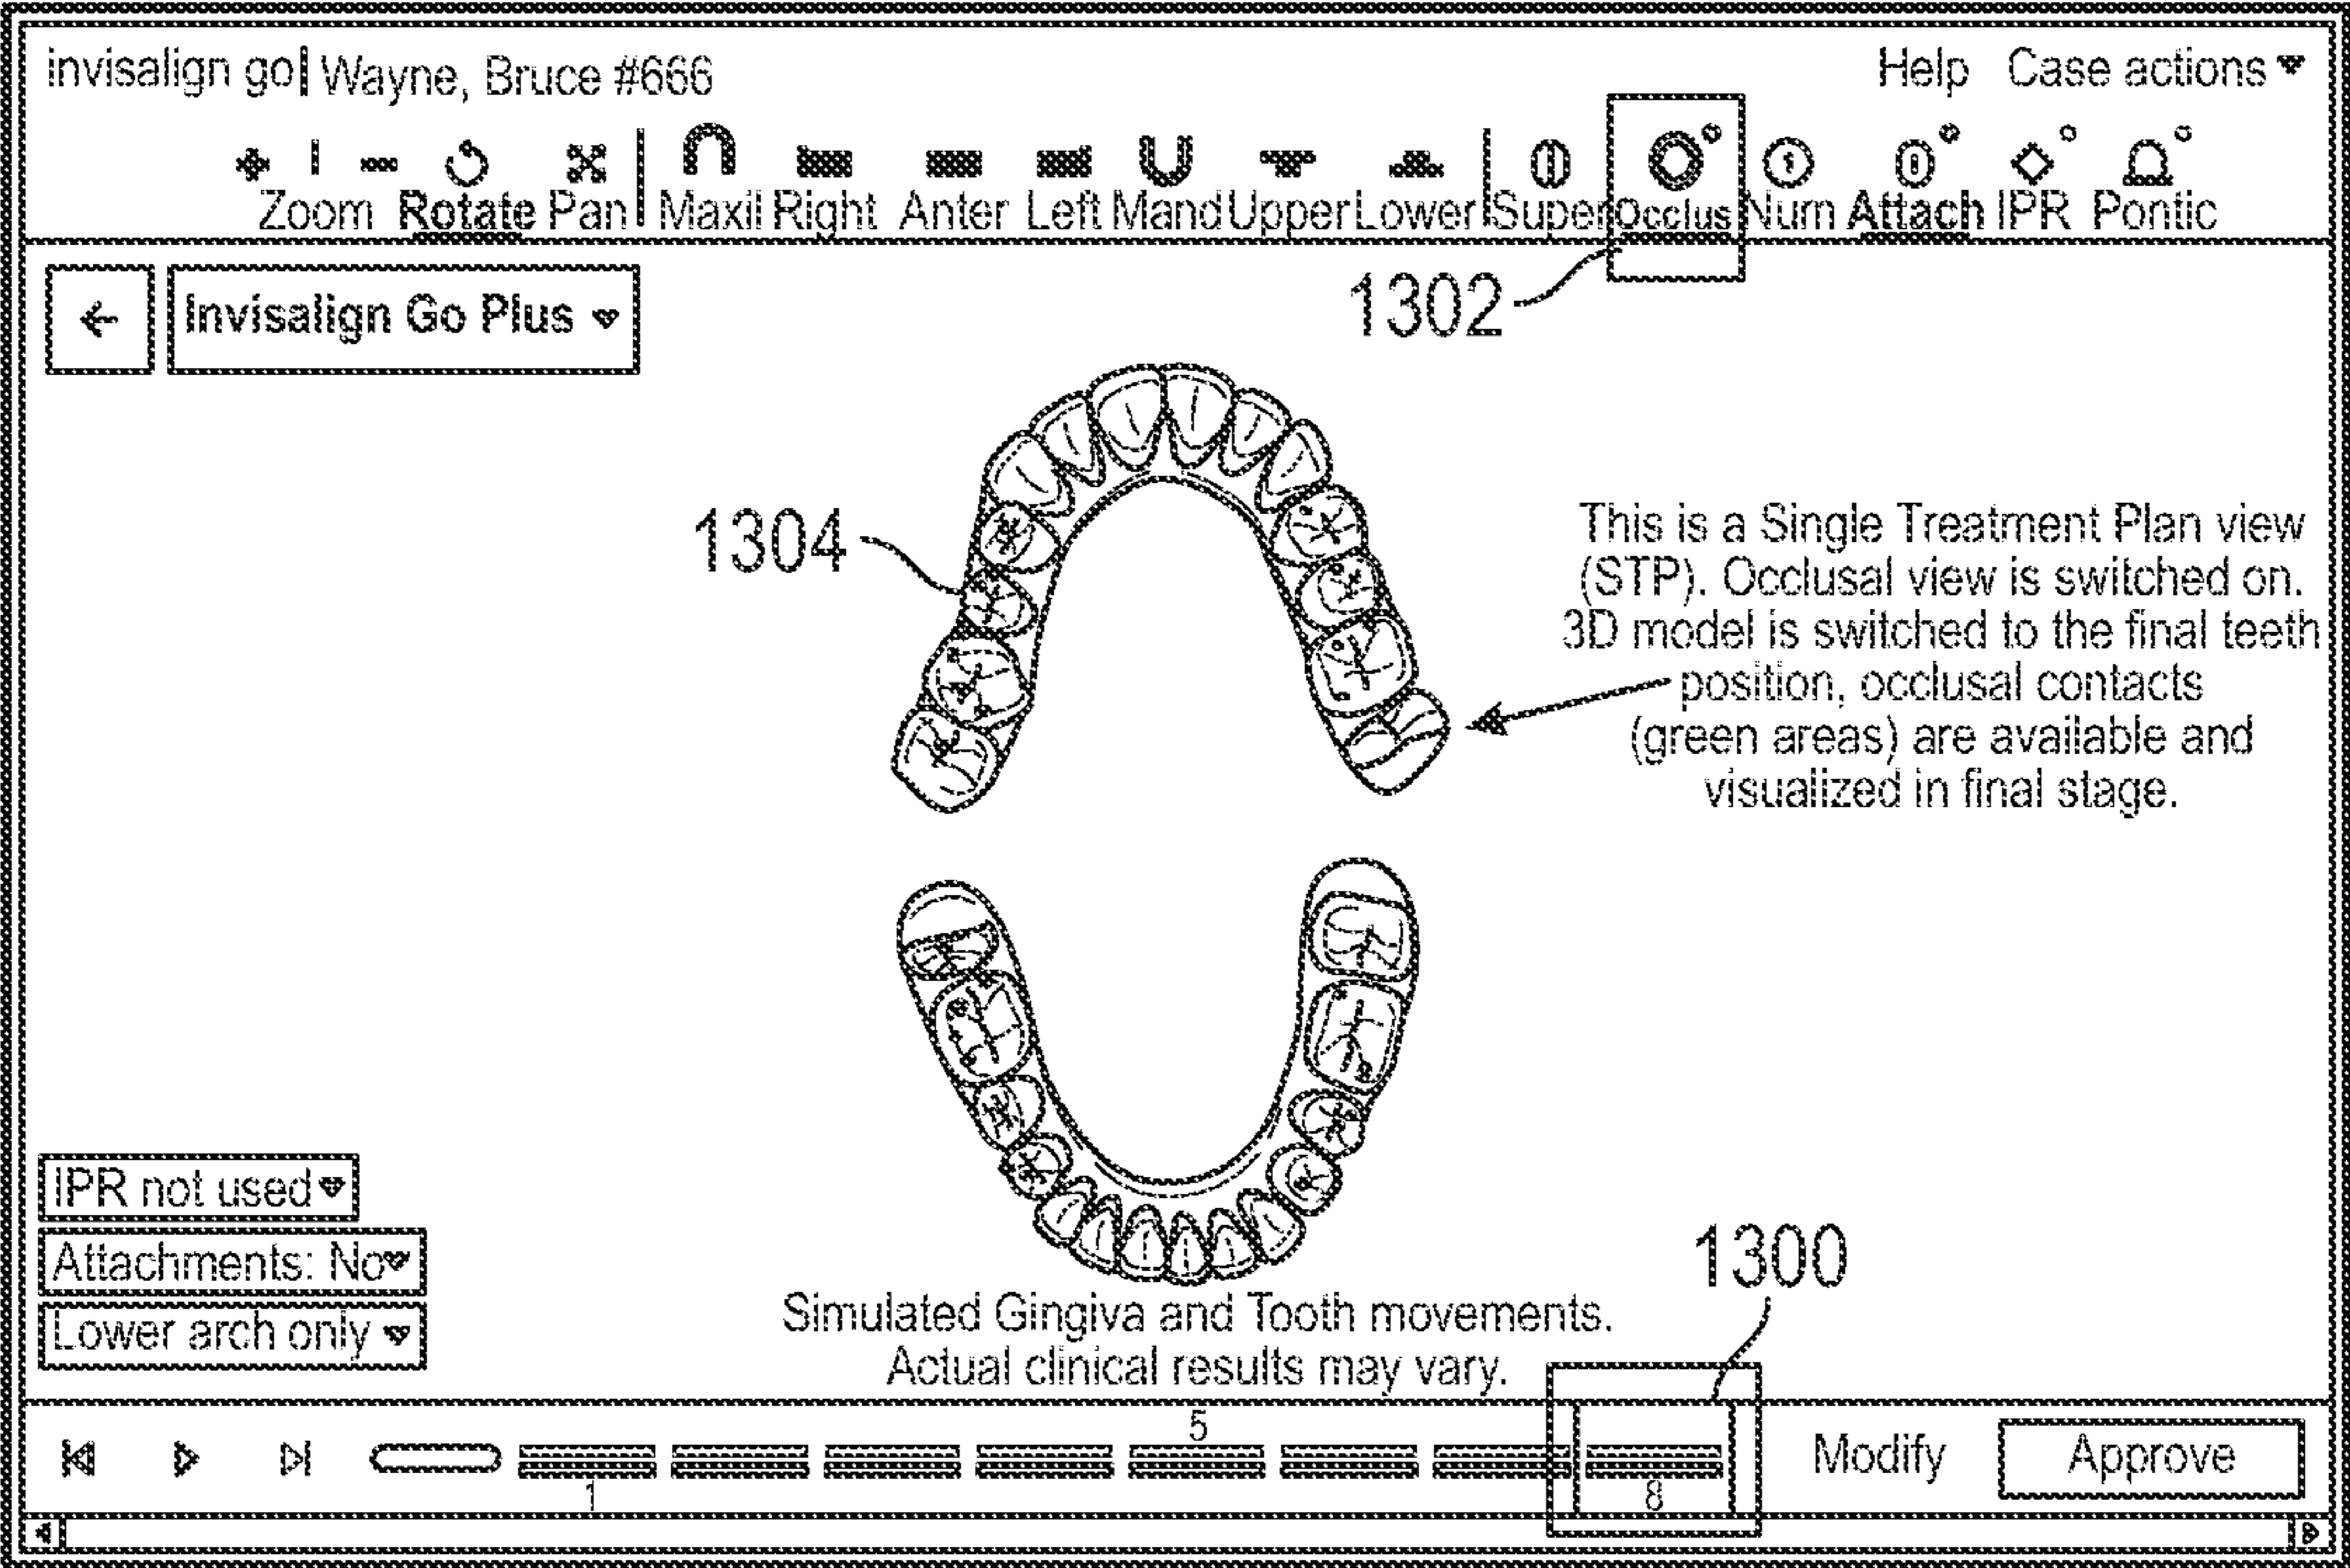 invisalign go| Wayne, Bruce #666
Help Case actions
Zoom Rotate Pan Maxil Right Anter Left Mand Upper Lower Super Occlus Num Attach IPR Pontic
1302
Invisalign Go Plus
1304
This is a Single Treatment Plan view
(STP). Occlusal view is switched on.
3D model is switched to the final teeth
position, occlusal contacts
(green areas) are available and
visualized in final stage.
IPR not used
Attachments: No
Lower arch only
1300
Simulated Gingiva and Tooth movements.
Actual clinical results may vary.
5
1
8
Modify
Approve